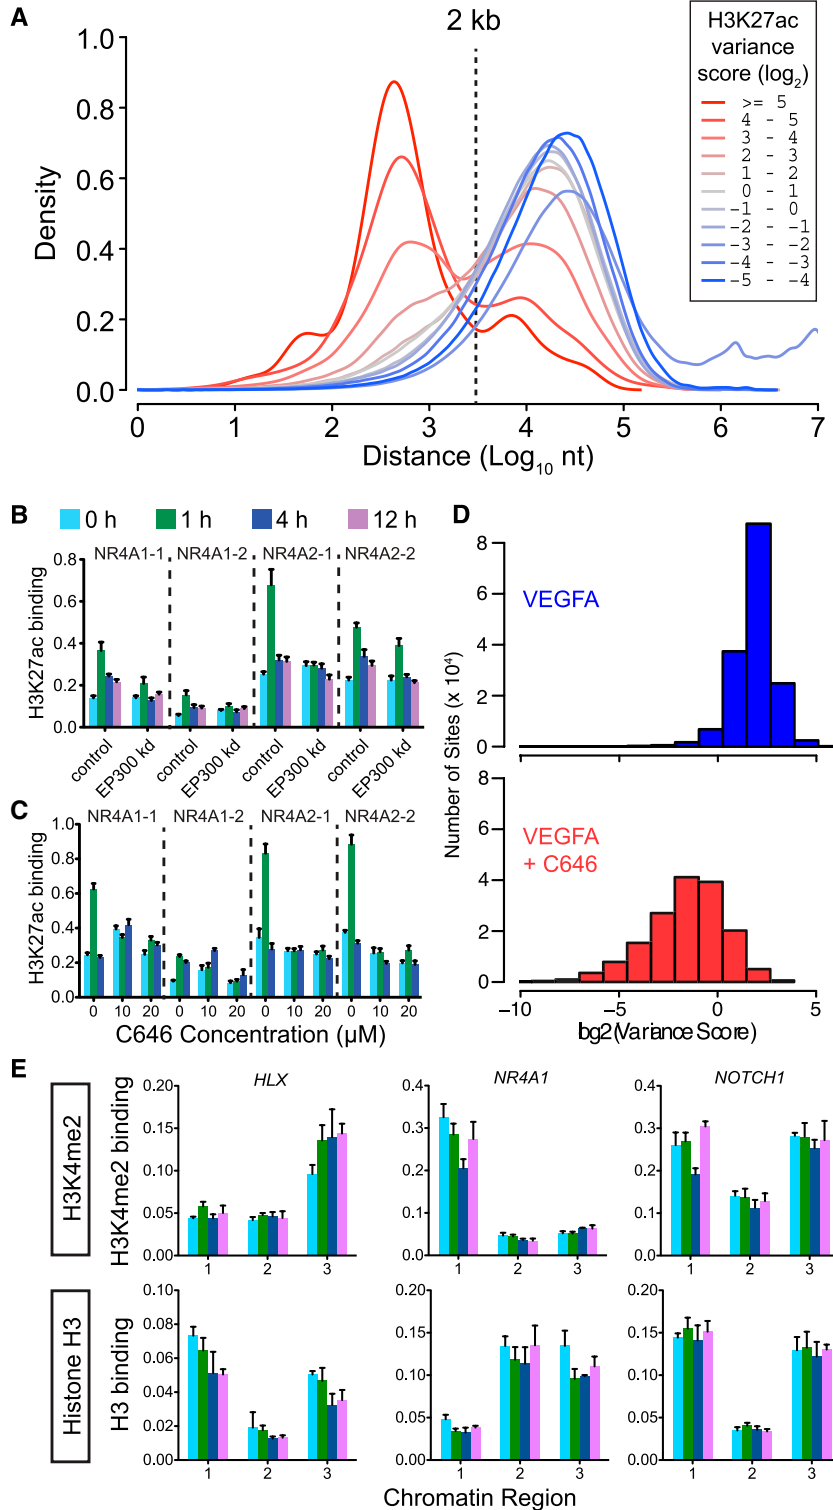 A
2 kb
H3K27ac
variance
score (log2)
>= 5
4 - 5
3 - 4
2 - 3
1 - 2
0 - 1
-1 - 0
-2 - -1
-3 - -2
-4 - -3
-5 - -4
Density
1.0
0.8
0.6
0.4
0.2
0.0
0 1 2 3 4 5 6 7
Distance (Log10 nt)
B
0 h 1 h 4 h 12 h
NR4A1-1 NR4A1-2 NR4A2-1 NR4A2-2
H3K27ac binding
0.8
0.6
0.4
0.2
0.0
control EP300 kd control EP300 kd control EP300 kd control EP300 kd
C
NR4A1-1 NR4A1-2 NR4A2-1 NR4A2-2
H3K27ac binding
1.0
0.8
0.6
0.4
0.2
0.0
0 10 20 0 10 20 0 10 20 0 10 20
C646 Concentration (µM)
D
VEGFA
8
6
4
2
0
Number of Sites (x 10⁴)
VEGFA
+ C646
8
6
4
2
0
−10 −5 0 5
bg2(Variance Score)
E
H3K4me2
H3K4me2 binding
HLX
0.20
0.15
0.10
0.05
0.00
1 2 3
NR4A1
0.4
0.3
0.2
0.1
0.0
1 2 3
NOTCH1
0.4
0.3
0.2
0.1
0.0
1 2 3
Histone H3
H3 binding
0.10
0.08
0.06
0.04
0.02
0.00
1 2 3
0.20
0.15
0.10
0.05
0.00
1 2 3
0.20
0.15
0.10
0.05
0.00
1 2 3
Chromatin Region